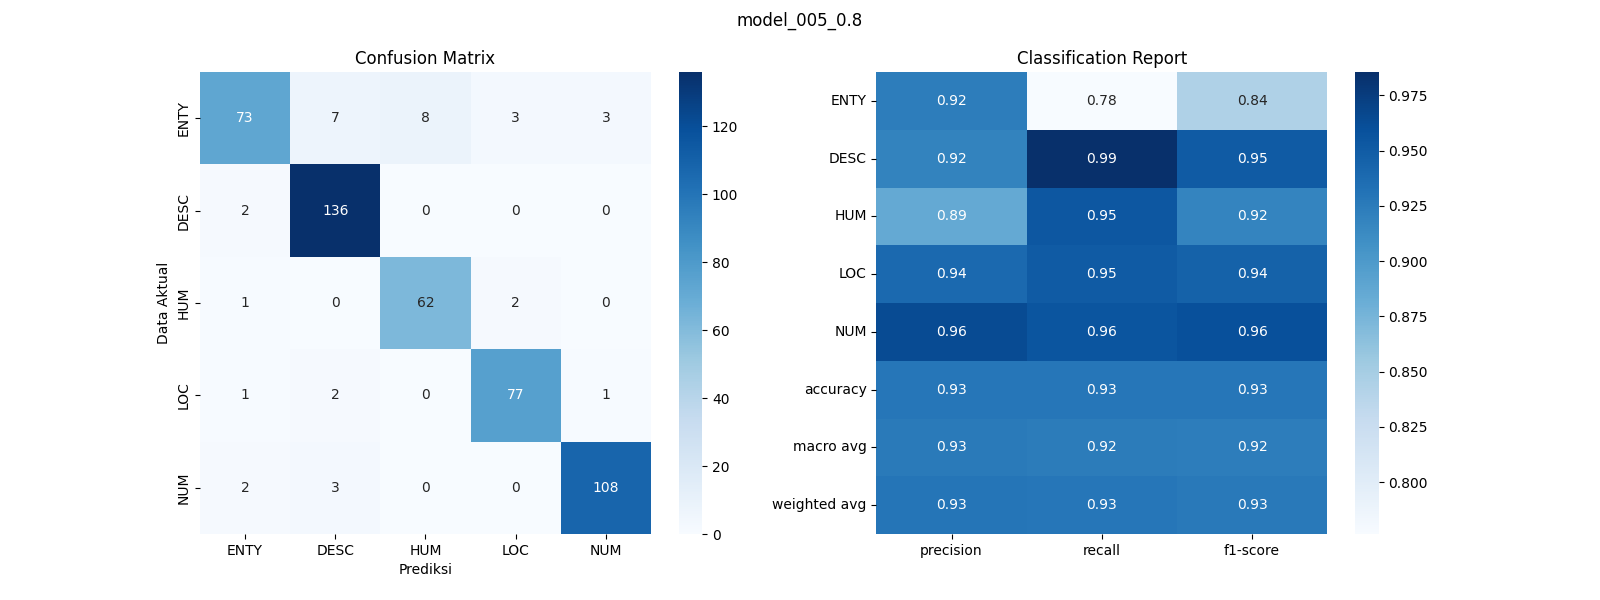 model_005_0.8
Confusion Matrix
Data Aktual
ENTY 73 7 8 3 3
DESC 2 136 0 0 0
HUM 1 0 62 2 0
LOC 1 2 0 77 1
NUM 2 3 0 0 108
ENTY DESC HUM LOC NUM
Prediksi
120
100
80
60
40
20
0
Classification Report
ENTY 0.92 0.78 0.84
DESC 0.92 0.99 0.95
HUM 0.89 0.95 0.92
LOC 0.94 0.95 0.94
NUM 0.96 0.96 0.96
accuracy 0.93 0.93 0.93
macro avg 0.93 0.92 0.92
weighted avg 0.93 0.93 0.93
precision recall f1-score
0.975
0.950
0.925
0.900
0.875
0.850
0.825
0.800